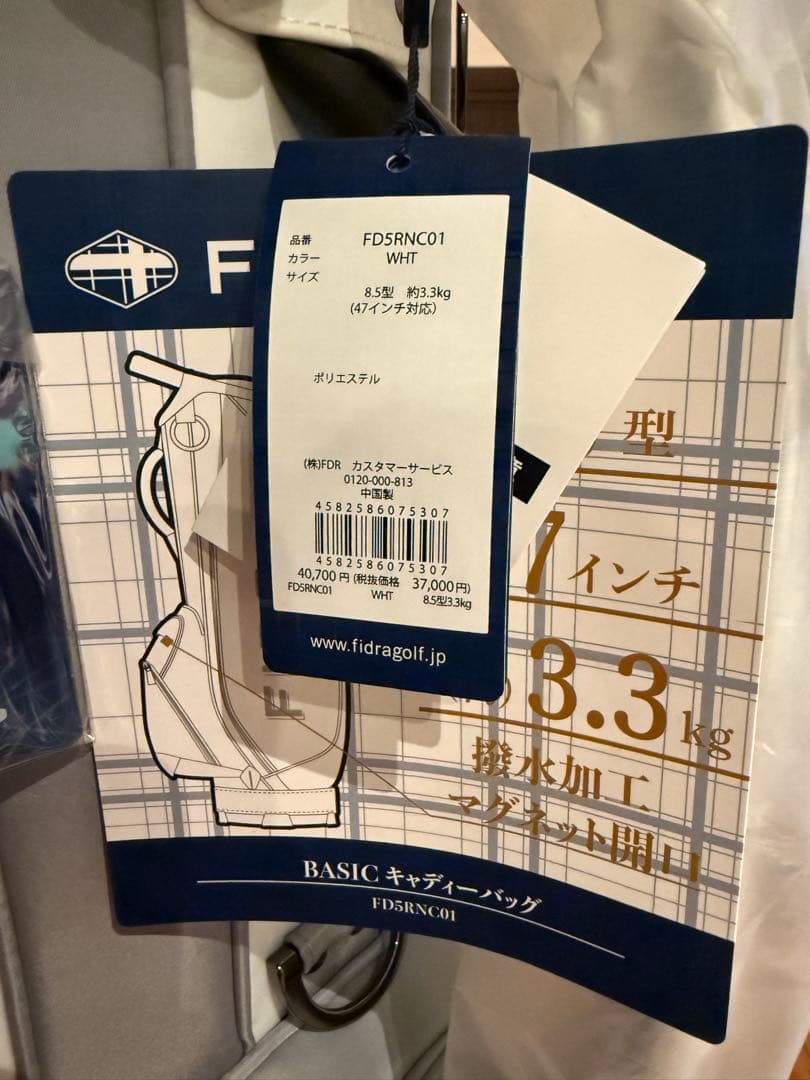 F
品番 FD5RNC01
カラー WHT
サイズ
8.5型 約3.3kg
(47インチ対応)
ポリエステル
(株)FDR カスタマーサービス
0120-000-813
中国製
4582586075307
4582586075307
40,700円 (税抜価格 37,000円)
FD5RNC01 WHT 8.5型3.3kg
www.fidragolf.jp
型
7インチ
3.3kg
撥水加工
マグネット開口
F
BASIC キャディーバッグ
FD5RNC01